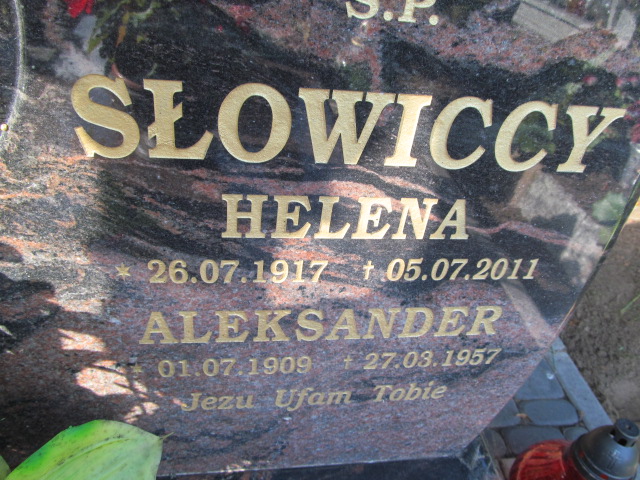 Ś.P.
SŁOWICCY
HELENA
* 26.07.1917 † 05.07.2011
ALEKSANDER
* 01.07.1909 † 27.03.1957
Jezu Ufam Tobie